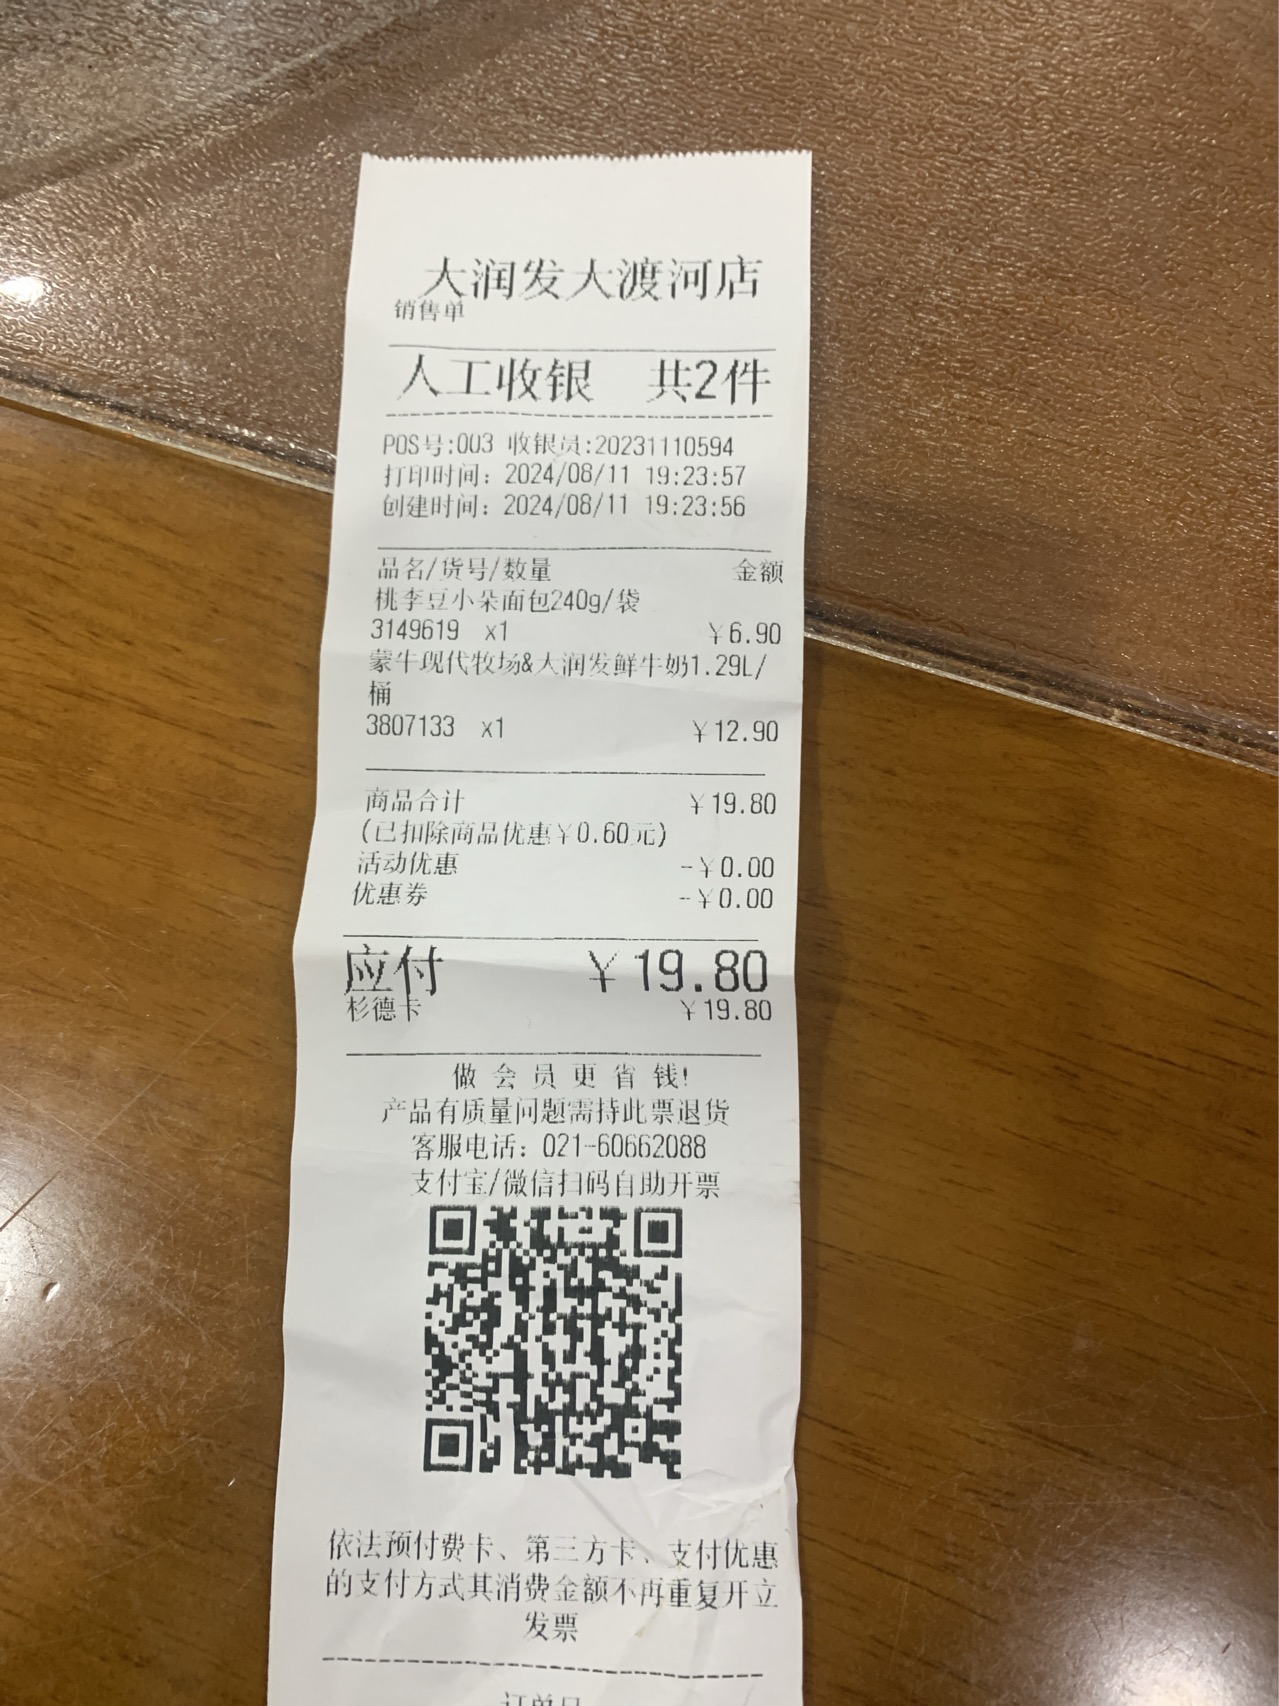 大润发大渡河店
销售单
人工收银 共2件
POS号:003 收银员:20231110594
打印时间: 2024/08/11 19:23:57
创建时间: 2024/08/11 19:23:56
品名/货号/数量 金额
桃李豆小朵面包240g/袋
3149619 x1 ￥6.90
蒙牛现代牧场&大润发鲜牛奶1.29L/
桶
3807133 x1 ￥12.90
商品合计 ￥19.80
(已扣除商品优惠￥0.60元)
活动优惠 -￥0.00
优惠券 -￥0.00
应付 ￥19.80
杉德卡 ￥19.80
做 会 员 更 省 钱!
产品有质量问题需持此票退货
客服电话: 021-60662088
支付宝/微信扫码自助开票
依法预付费卡、第三方卡、支付优惠
的支付方式其消费金额不再重复开立
发票